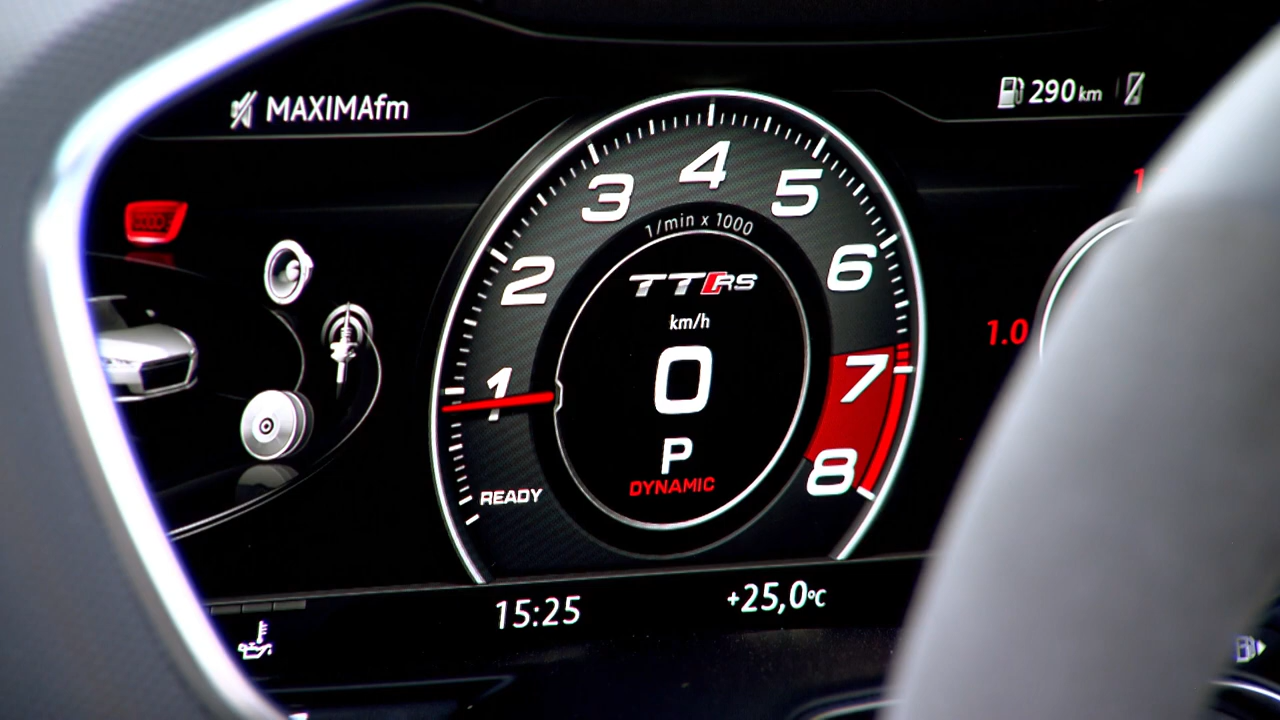 MAXIMAfm
290 km
4
3
5
1/min x 1000
2
6
TTRS
km/h
1.0
0
7
1
P
8
DYNAMIC
READY
15:25
+25,0°C